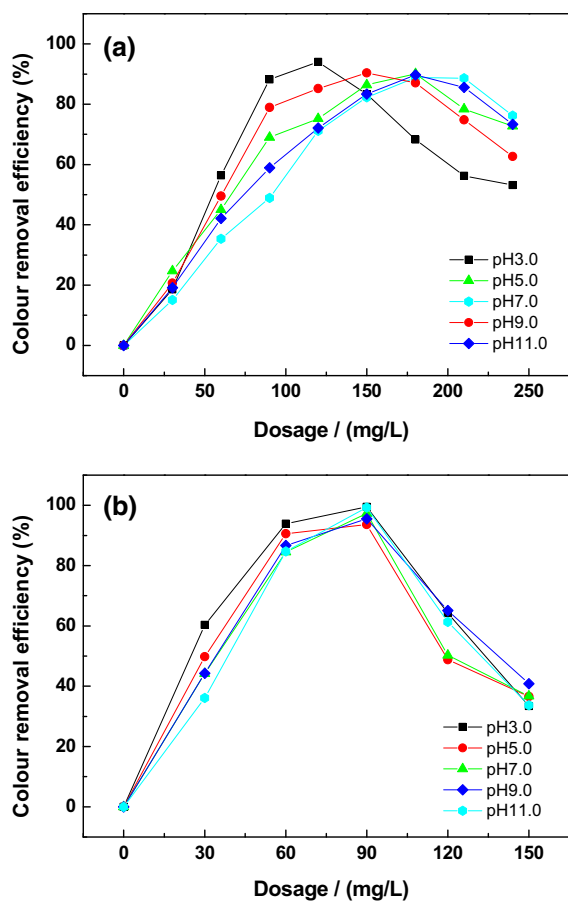 (a)
Colour removal efficiency (%)
100
80
60
40
20
0
pH3.0
pH5.0
pH7.0
pH9.0
pH11.0
0 50 100 150 200 250
Dosage / (mg/L)
(b)
Colour removal efficiency (%)
100
80
60
40
20
0
pH3.0
pH5.0
pH7.0
pH9.0
pH11.0
0 30 60 90 120 150
Dosage / (mg/L)